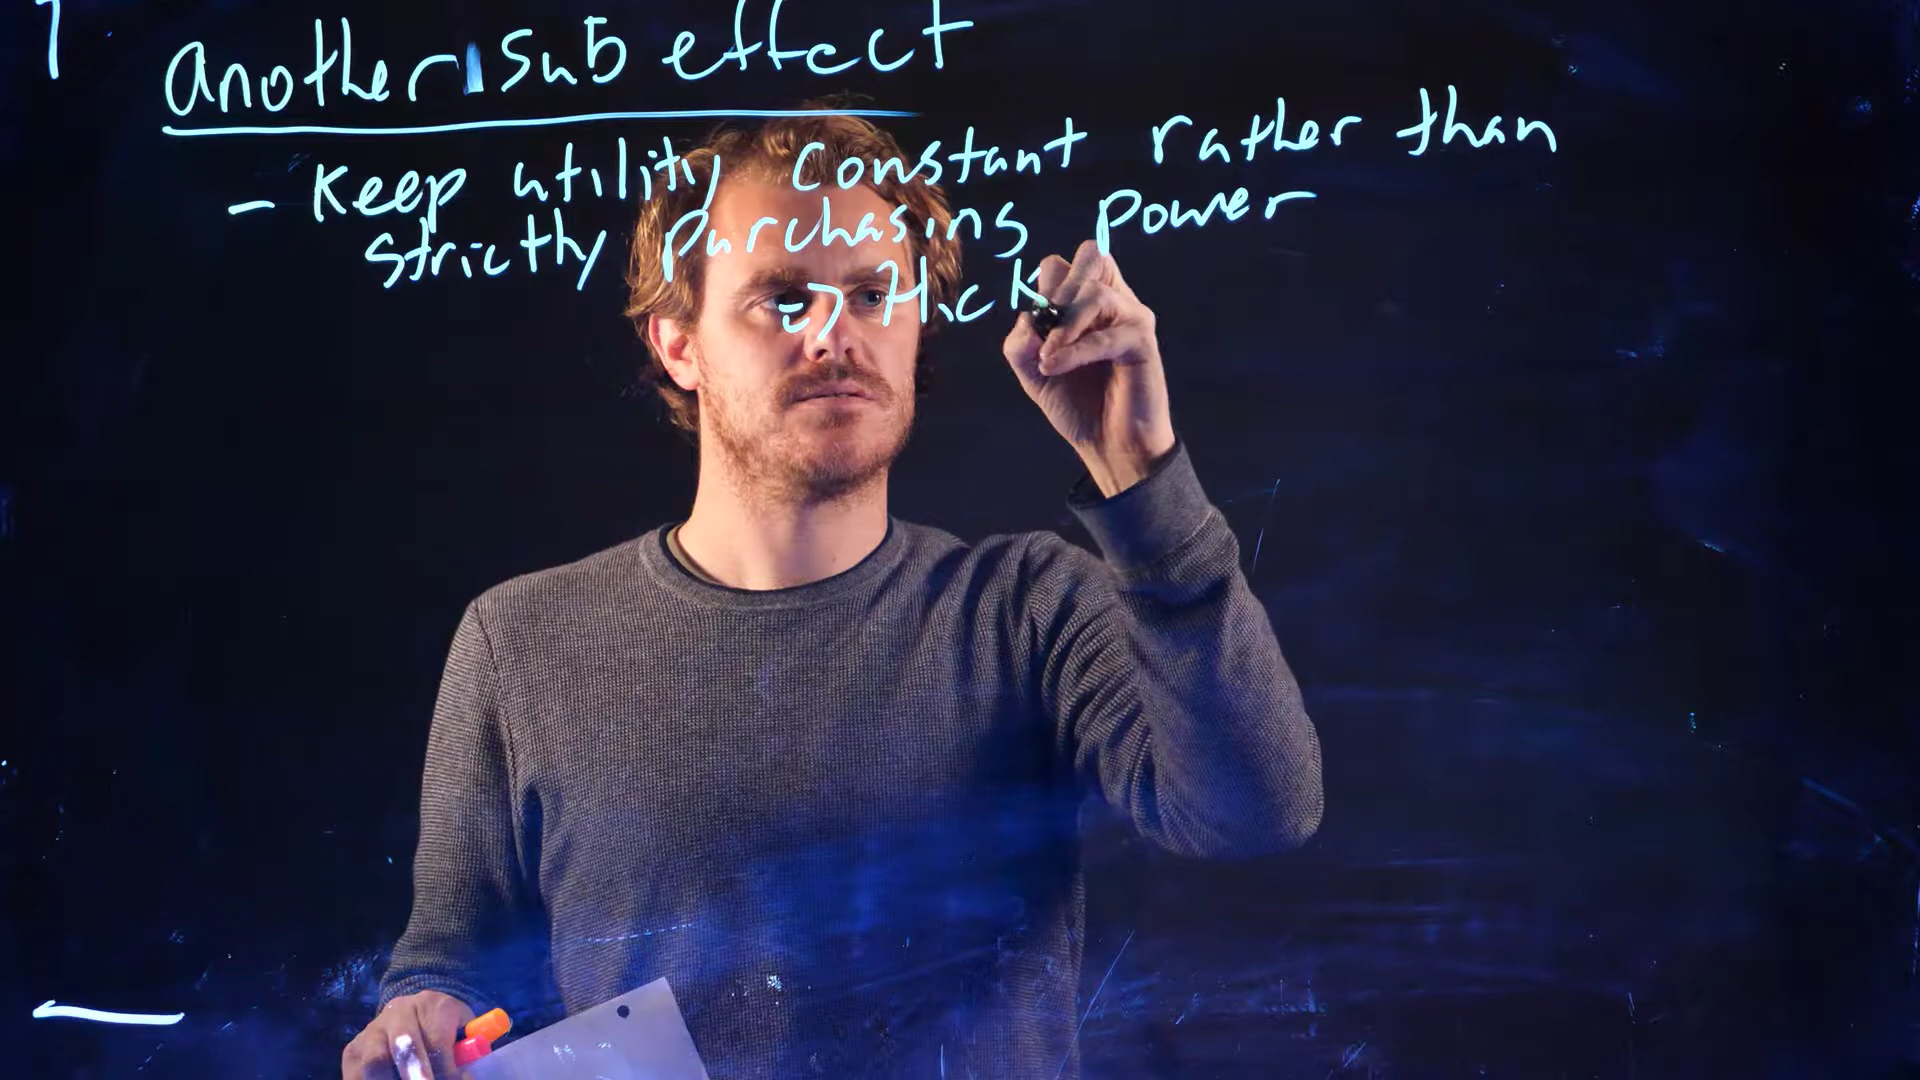 another sub effect
- Keep utility constant rather than
strictly purchasing power
=> Hick